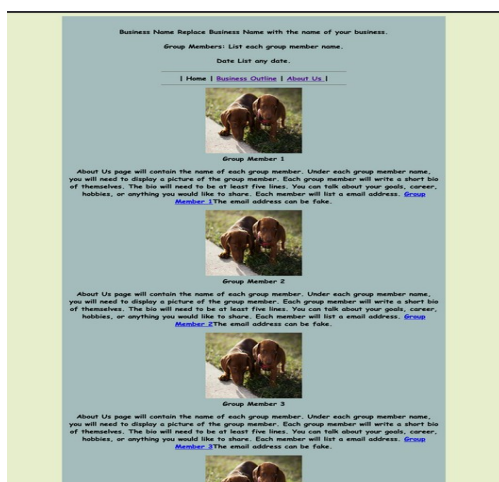 Business Name Replace Business Name with the name of your business.
Group Members: List each group member name.
Date List any date.
| Home | Business Outline | About Us |
Group Member 1
About Us page will contain the name of each group member. Under each group member name,
you will need to display a picture of the group member. Each group member will write a short bio
of themselves. The bio will need to be at least five lines. You can talk about your goals, career,
hobbies, or anything you would like to share. Each member will list a email address. Group
Member 1The email address can be fake.
Group Member 2
About Us page will contain the name of each group member. Under each group member name,
you will need to display a picture of the group member. Each group member will write a short bio
of themselves. The bio will need to be at least five lines. You can talk about your goals, career,
hobbies, or anything you would like to share. Each member will list a email address. Group
Member 2The email address can be fake.
Group Member 3
About Us page will contain the name of each group member. Under each group member name,
you will need to display a picture of the group member. Each group member will write a short bio
of themselves. The bio will need to be at least five lines. You can talk about your goals, career,
hobbies, or anything you would like to share. Each member will list a email address. Group
Member 3The email address can be fake.